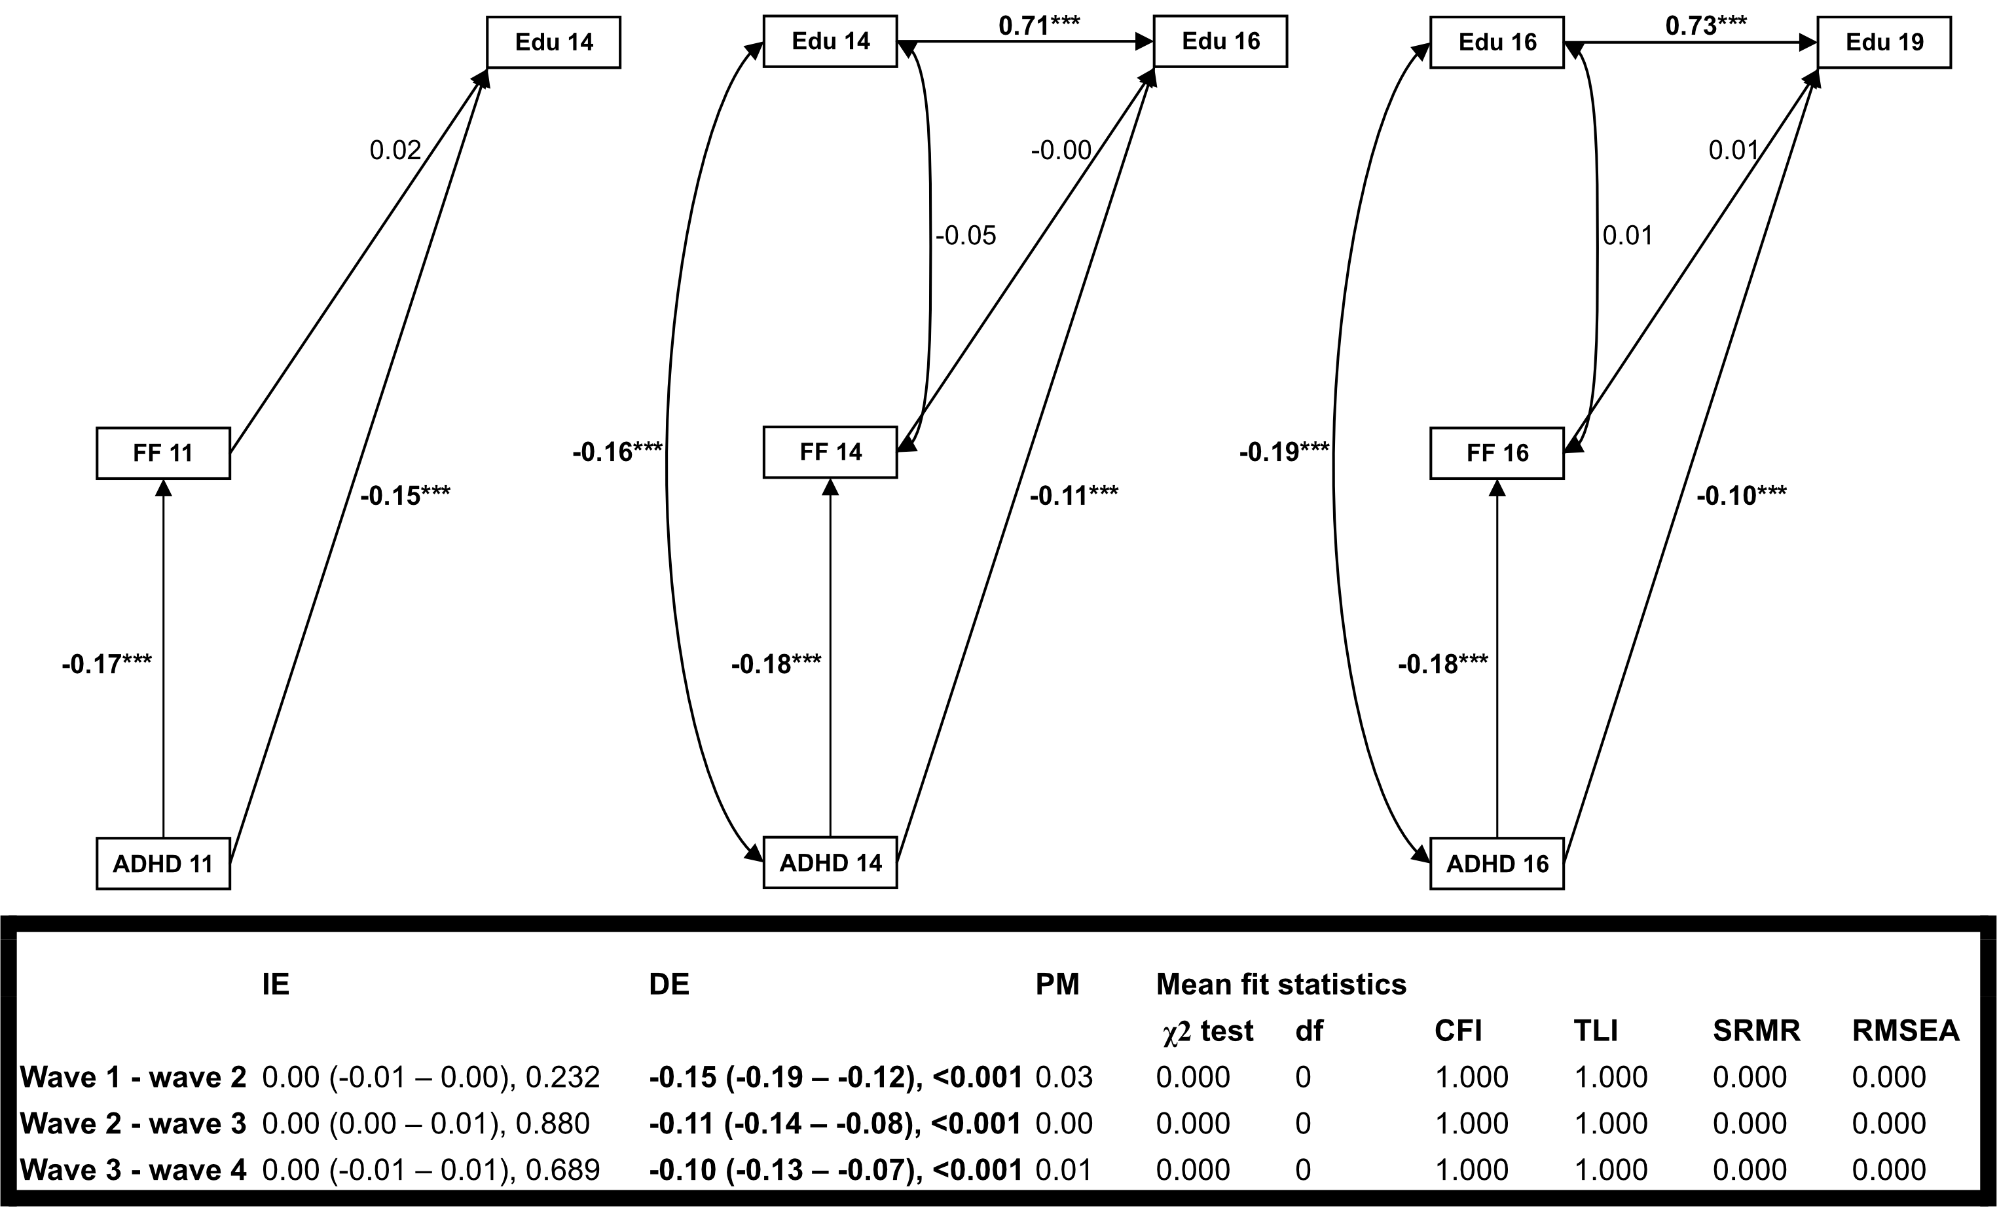 Edu 14
0.02
FF 11
-0.15***
-0.17***
ADHD 11
Edu 14
0.71***
Edu 16
-0.00
-0.05
-0.16***
FF 14
-0.11***
-0.18***
ADHD 14
Edu 16
0.73***
Edu 19
0.01
0.01
-0.19***
FF 16
-0.10***
-0.18***
ADHD 16
IE DE PM Mean fit statistics
χ2 test df CFI TLI SRMR RMSEA
Wave 1 - wave 2 0.00 (-0.01 – 0.00), 0.232 -0.15 (-0.19 – -0.12), <0.001 0.03 0.000 0 1.000 1.000 0.000 0.000
Wave 2 - wave 3 0.00 (0.00 – 0.01), 0.880 -0.11 (-0.14 – -0.08), <0.001 0.00 0.000 0 1.000 1.000 0.000 0.000
Wave 3 - wave 4 0.00 (-0.01 – 0.01), 0.689 -0.10 (-0.13 – -0.07), <0.001 0.01 0.000 0 1.000 1.000 0.000 0.000